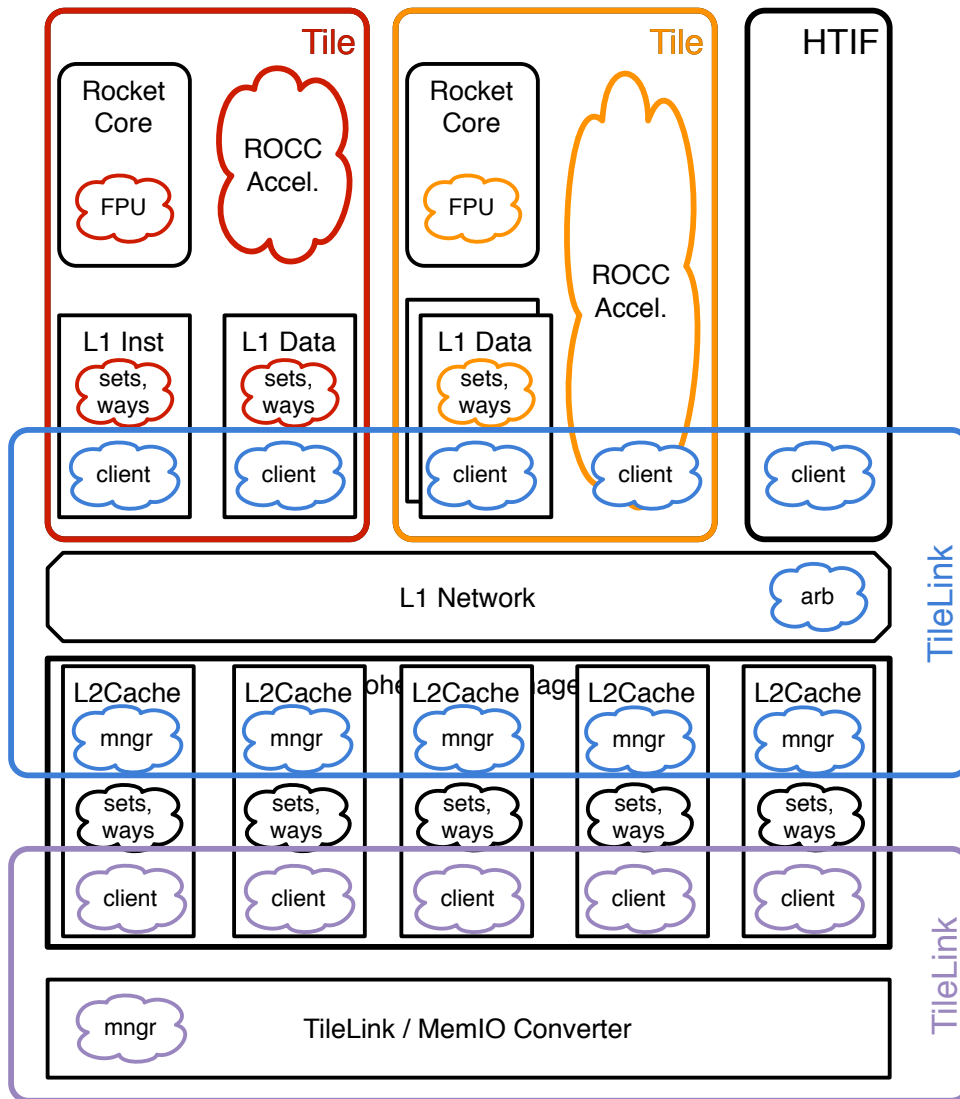 Tile
Rocket
Core
FPU
ROCC
Accel.
L1 Inst
sets,
ways
client
L1 Data
sets,
ways
client
Tile
Rocket
Core
FPU
ROCC
Accel.
L1 Data
sets,
ways
client
client
HTIF
client
TileLink
L1 Network
arb
L2Cache
mngr
sets,
ways
client
L2Cache
mngr
sets,
ways
client
L2Cache
mngr
sets,
ways
client
L2Cache
mngr
sets,
ways
client
L2Cache
mngr
sets,
ways
client
TileLink
mngr
TileLink / MemIO Converter